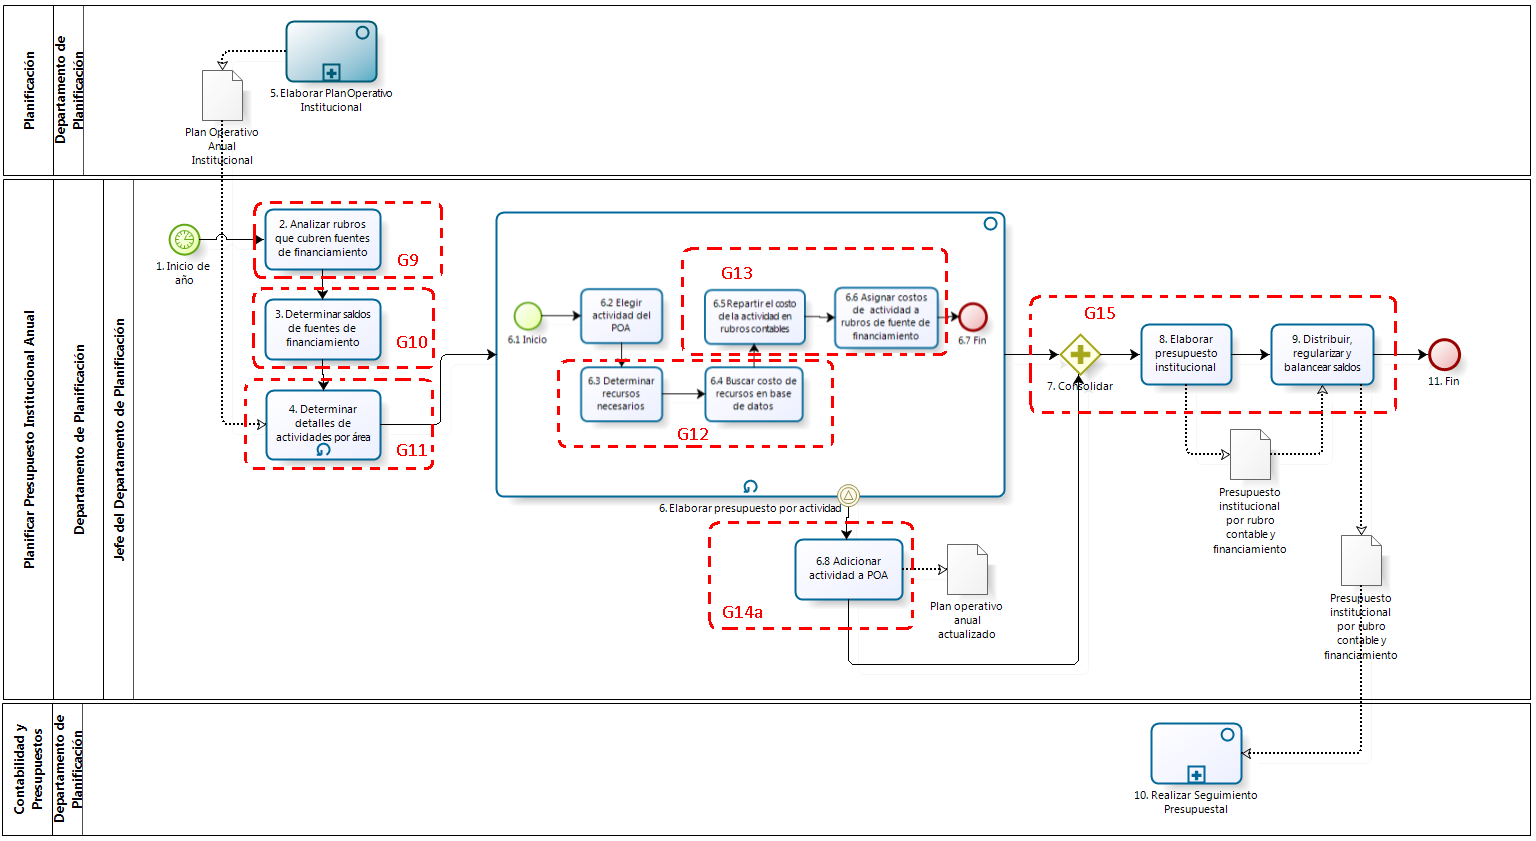 Planificación
Departamento de
Planificación
5. Elaborar Plan Operativo
Institucional
Plan Operativo
Anual
Institucional
Planificar Presupuesto Institucional Anual
Departamento de Planificación
Jefe del Departamento de Planificación
1. Inicio de
año
2. Analizar rubros
que cubren fuentes
de financiamiento
G9
3. Determinar saldos
de fuentes de
financiamiento
G10
4. Determinar
detalles de
actividades por área
G11
6.1 Inicio
6.2 Elegir
actividad del
POA
6.3 Determinar
recursos
necesarios
6.4 Buscar costo de
recursos en base
de datos
G12
G13
6.5 Repartir el costo
de la actividad en
rubros contables
6.6 Asignar costos
de actividad a
rubros de fuente de
financiamiento
6.7 Fin
6. Elaborar presupuesto por actividad
6.8 Adicionar
actividad a POA
G14a
Plan operativo
anual
actualizado
G15
7. Consolidar
8. Elaborar
presupuesto
institucional
9. Distribuir,
regularizar y
balancear saldos
11. Fin
Presupuesto
institucional
por rubro
contable y
financiamiento
Presupuesto
institucional
por rubro
contable y
financiamiento
Contabilidad y
Presupuestos
Departamento de
Planificación
10. Realizar Seguimiento
Presupuestal